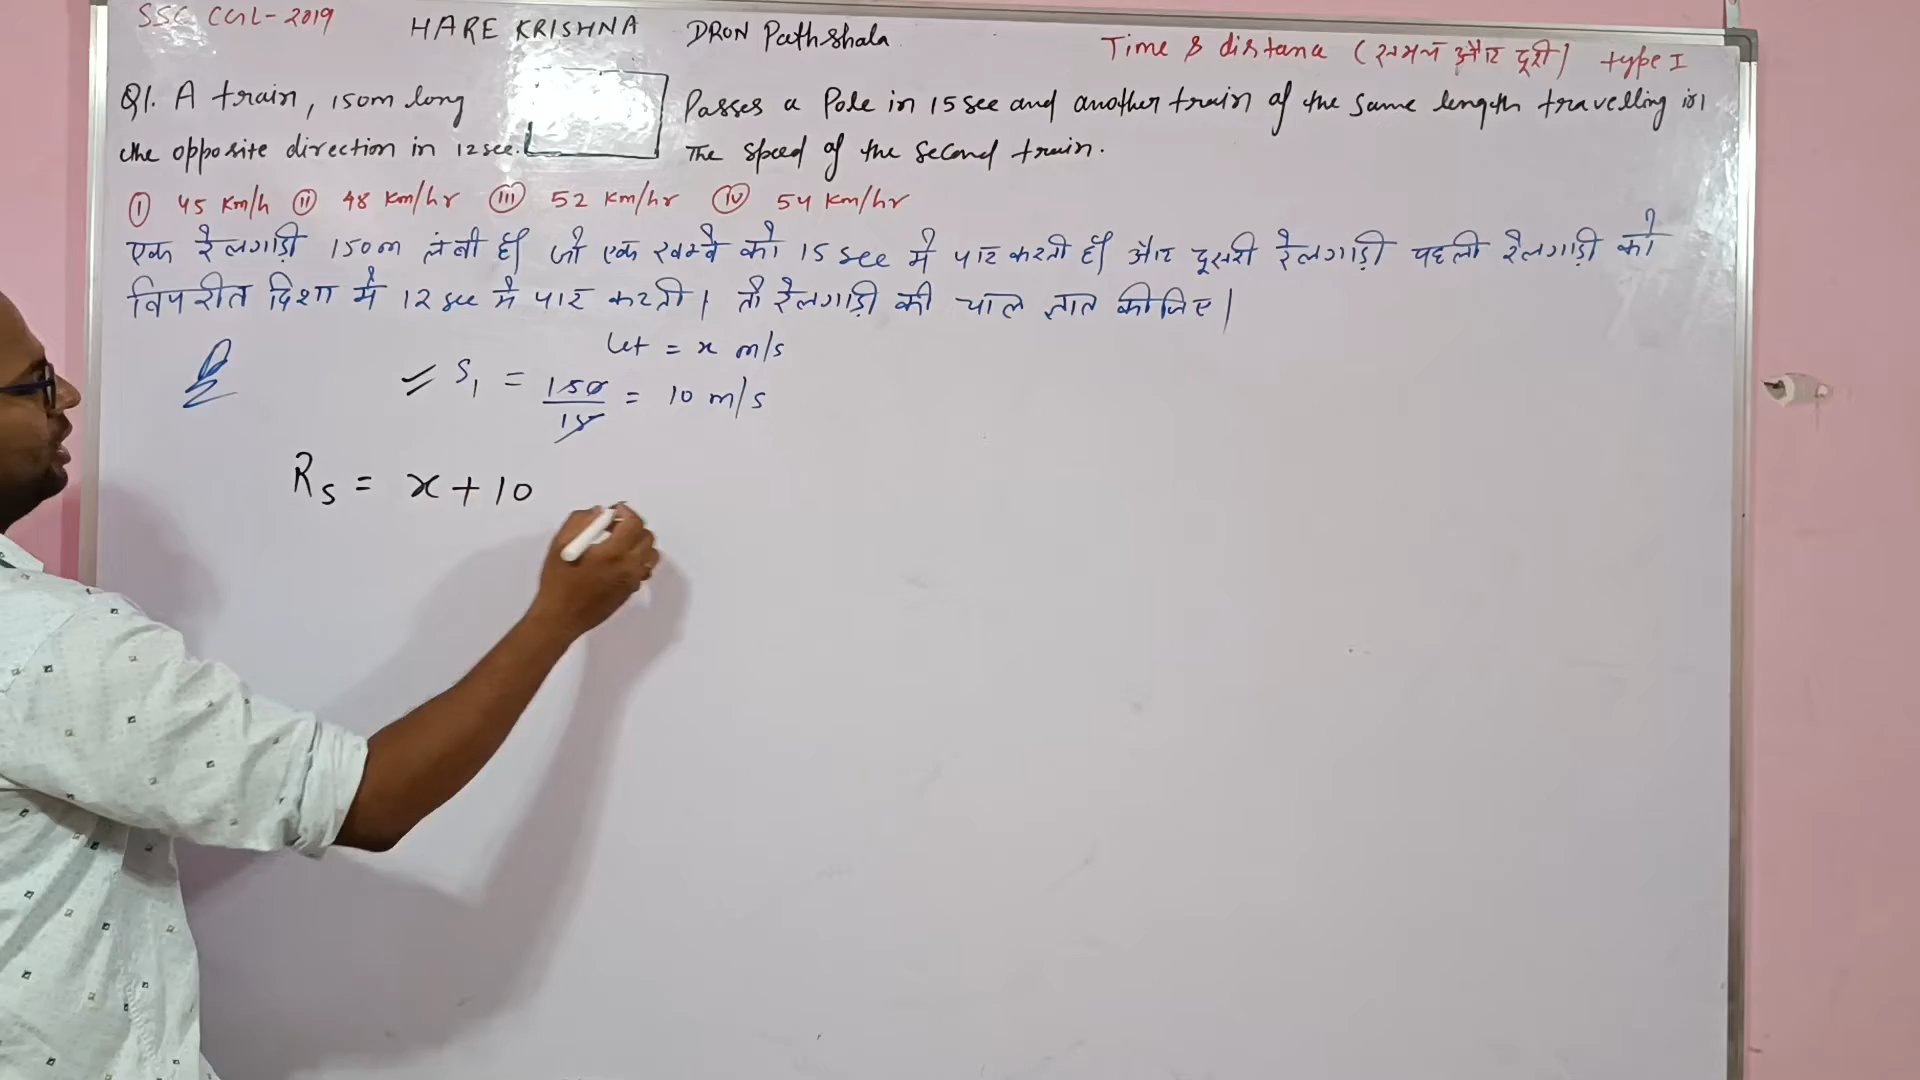 SSC CGL-2019 HARE KRISHNA DRON Pathshala Time & distance (समय और दूरी) type I
Q1. A train, 150m long Passes a Pole in 15 sec and another train of the same length travelling in
the opposite direction in 12 sec. The speed of the second train.
(I) 45 Km/h (II) 48 Km/hr (III) 52 Km/hr (IV) 54 Km/hr
एक रेलगाड़ी 150m लंबी हैं जो एक खम्बे को 15 sec में पार करती हैं और दूसरी रेलगाड़ी पहली रेलगाड़ी को
विपरीत दिशा में 12 sec में पार करती। तो रेलगाड़ी की चाल ज्ञात कीजिए।
let = x m/s
S₁ = 150/15 = 10 m/s
R_S = x + 10